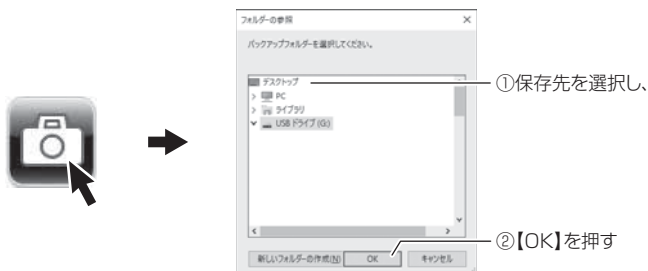 フォルダーの参照
バックアップフォルダーを選択してください。
デスクトップ
PC
ライブラリ
USB ドライブ (G:)
①保存先を選択し、
新しいフォルダーの作成(N)
OK
キャンセル
②【OK】を押す